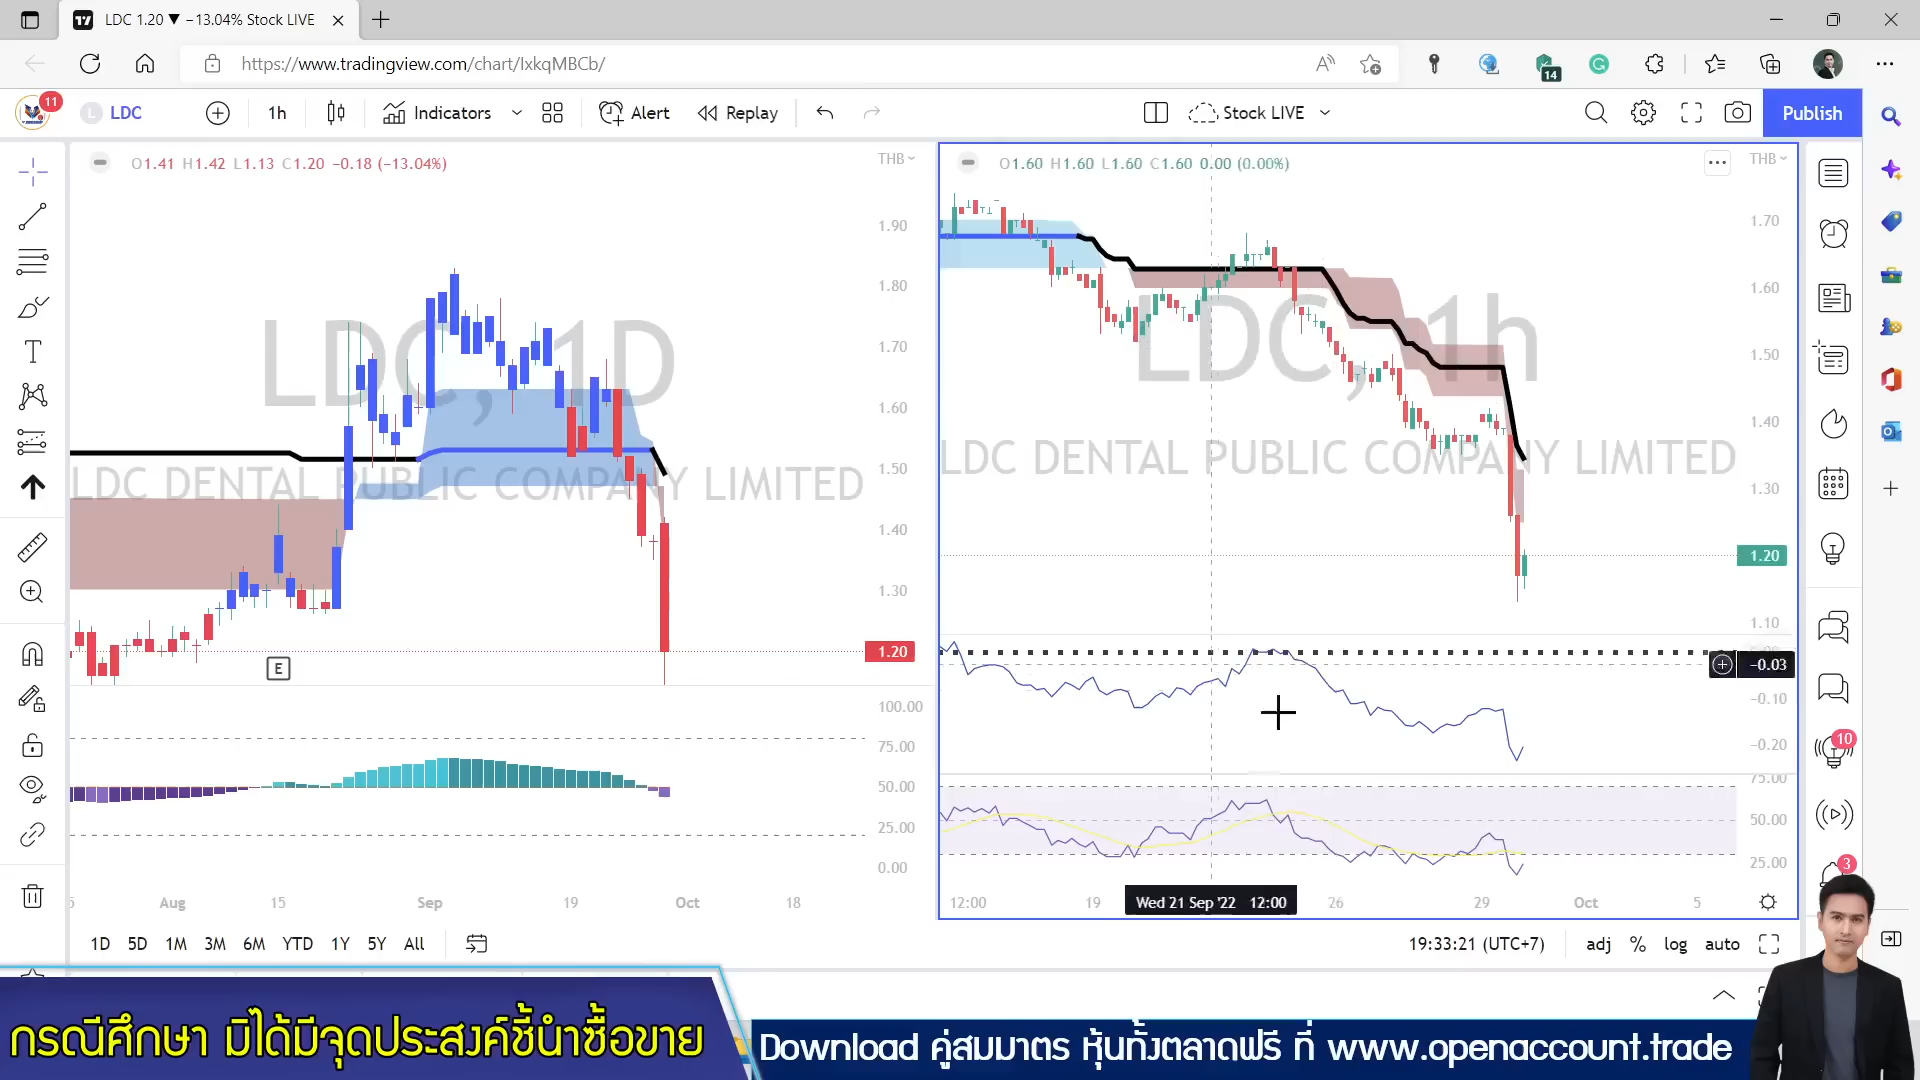 LDC 1.20 ▼ −13.04% Stock LIVE
https://www.tradingview.com/chart/IxkqMBCb/
14
11
L LDC
1h
Indicators
Alert
Replay
Stock LIVE
Publish
O1.41 H1.42 L1.13 C1.20 −0.18 (−13.04%)
THB
LDC, 1D
LDC DENTAL PUBLIC COMPANY LIMITED
1.90
1.80
1.70
1.60
1.50
1.40
1.30
1.20
E
100.00
75.00
50.00
25.00
0.00
Aug 15 Sep 19 Oct 18
O1.60 H1.60 L1.60 C1.60 0.00 (0.00%)
THB
LDC, 1h
LDC DENTAL PUBLIC COMPANY LIMITED
1.70
1.60
1.50
1.40
1.30
1.20
1.10
−0.03
−0.10
−0.20
75.00
50.00
25.00
12:00 19 Wed 21 Sep '22 12:00 26 29 Oct 5
10
3
1D 5D 1M 3M 6M YTD 1Y 5Y All
19:33:21 (UTC+7) adj % log auto
กรณีศึกษา มิได้มีจุดประสงค์ชี้นำซื้อขาย
Download คู่สมมาตร หุ้นทั้งตลาดฟรี ที่ www.openaccount.trade